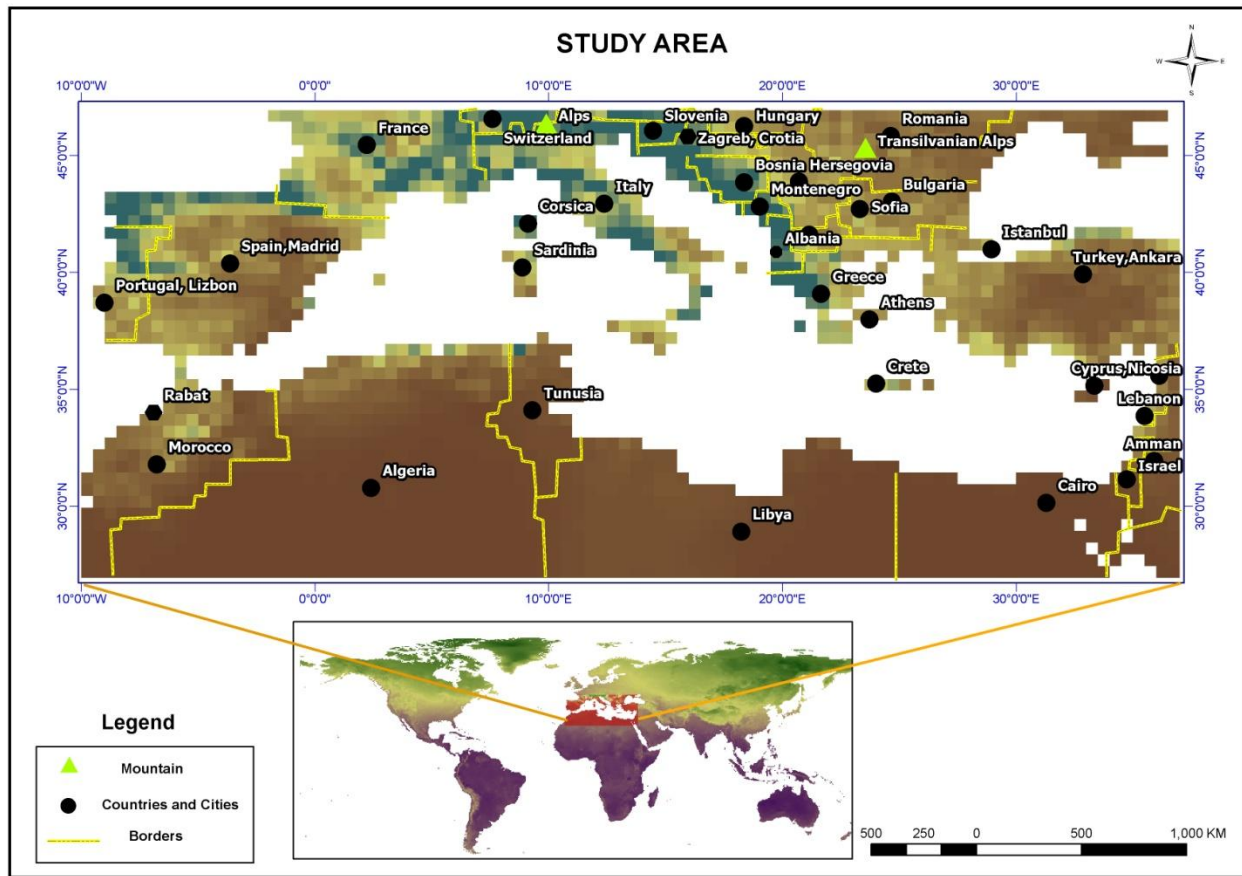 STUDY AREA
N
W
E
S
10°0'0"W
0°0'0"
10°0'0"E
20°0'0"E
30°0'0"E
45°0'0"N
40°0'0"N
35°0'0"N
30°0'0"N
45°0'0"N
40°0'0"N
35°0'0"N
30°0'0"N
France
Alps
Switzerland
Slovenia
Zagreb, Crotia
Hungary
Romania
Transilvanian Alps
Bosnia Hersegovia
Montenegro
Bulgaria
Sofia
Italy
Corsica
Sardinia
Albania
Istanbul
Spain,Madrid
Turkey,Ankara
Portugal, Lizbon
Greece
Athens
Crete
Cyprus,Nicosia
Lebanon
Rabat
Tunusia
Morocco
Amman
Israel
Algeria
Cairo
Libya
10°0'0"W
0°0'0"
10°0'0"E
20°0'0"E
30°0'0"E
Legend
Mountain
Countries and Cities
Borders
500 250 0 500 1,000 KM